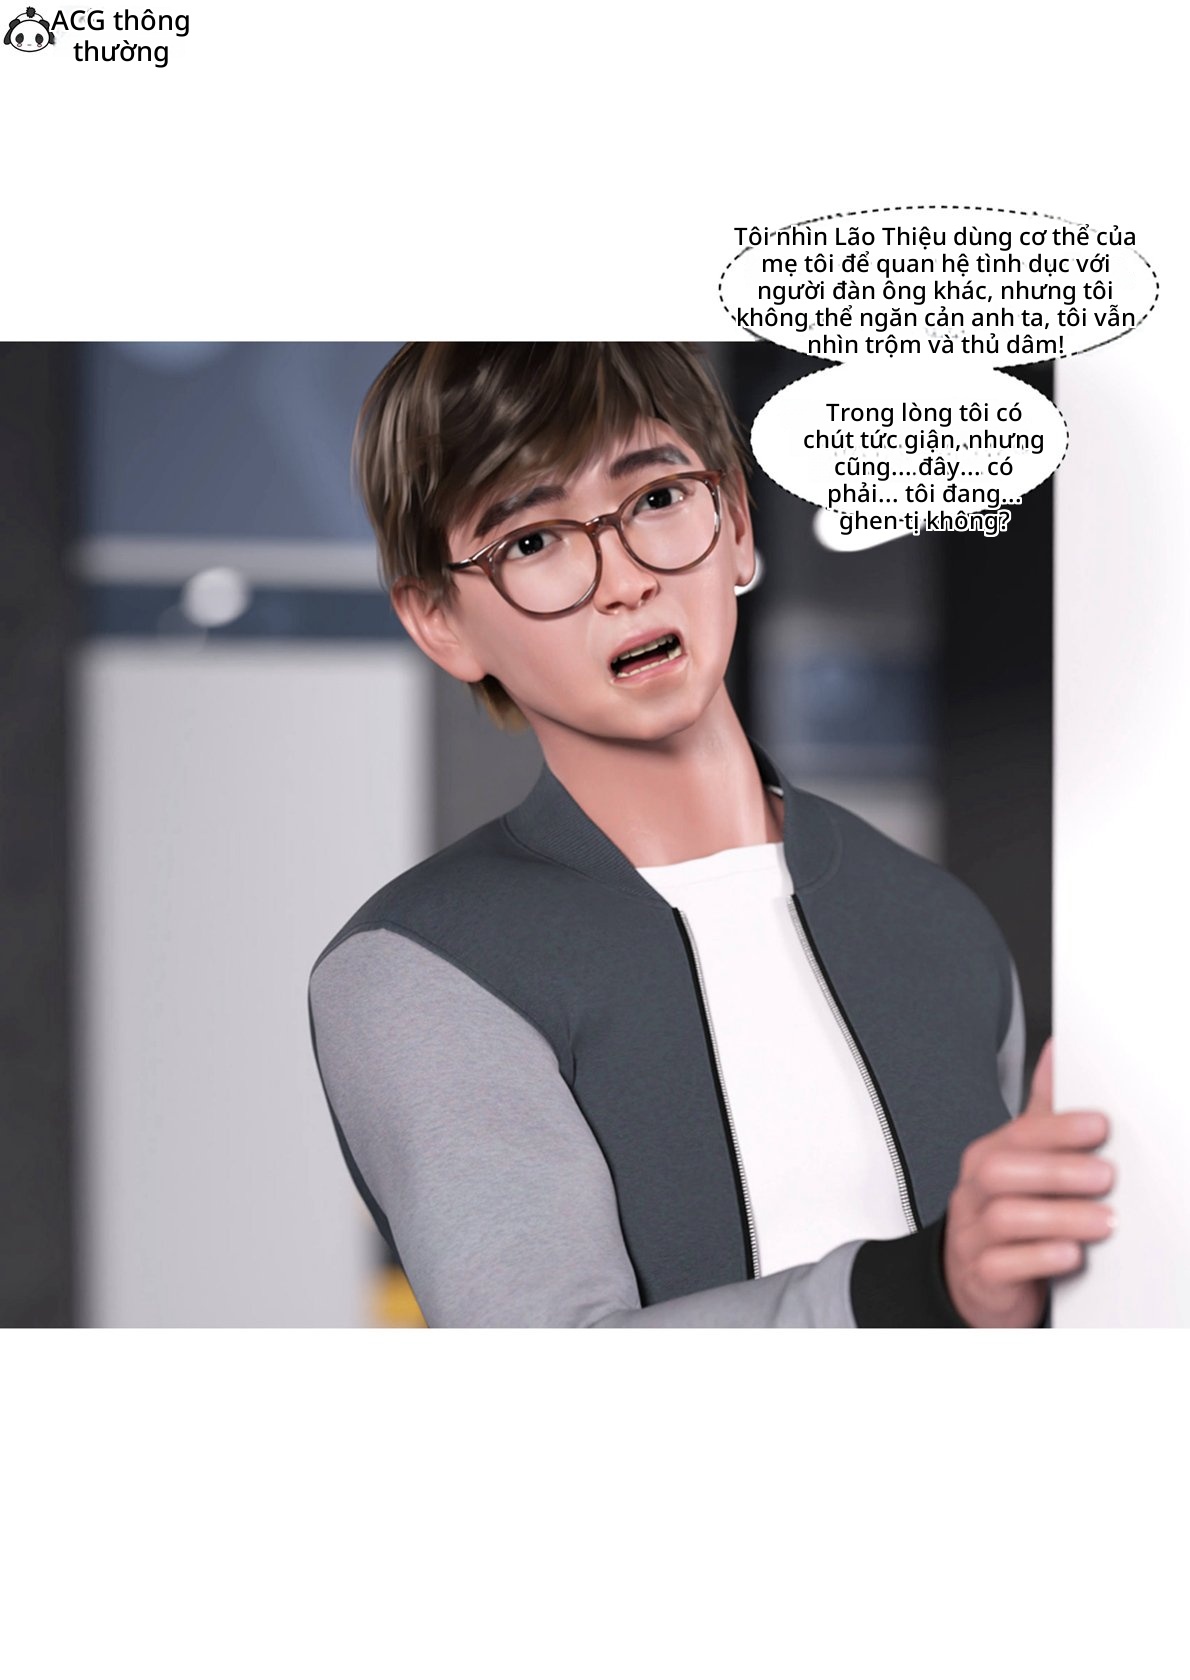 ACG thông
thường
Tôi nhìn Lão Thiệu dùng cơ thể của
mẹ tôi để quan hệ tình dục với
người đàn ông khác, nhưng tôi
không thể ngăn cản anh ta, tôi vẫn
nhìn trộm và thủ dâm!
Trong lòng tôi có
chút tức giận, nhưng
cũng....đây... có
phải... tôi đang...
ghen tị không?